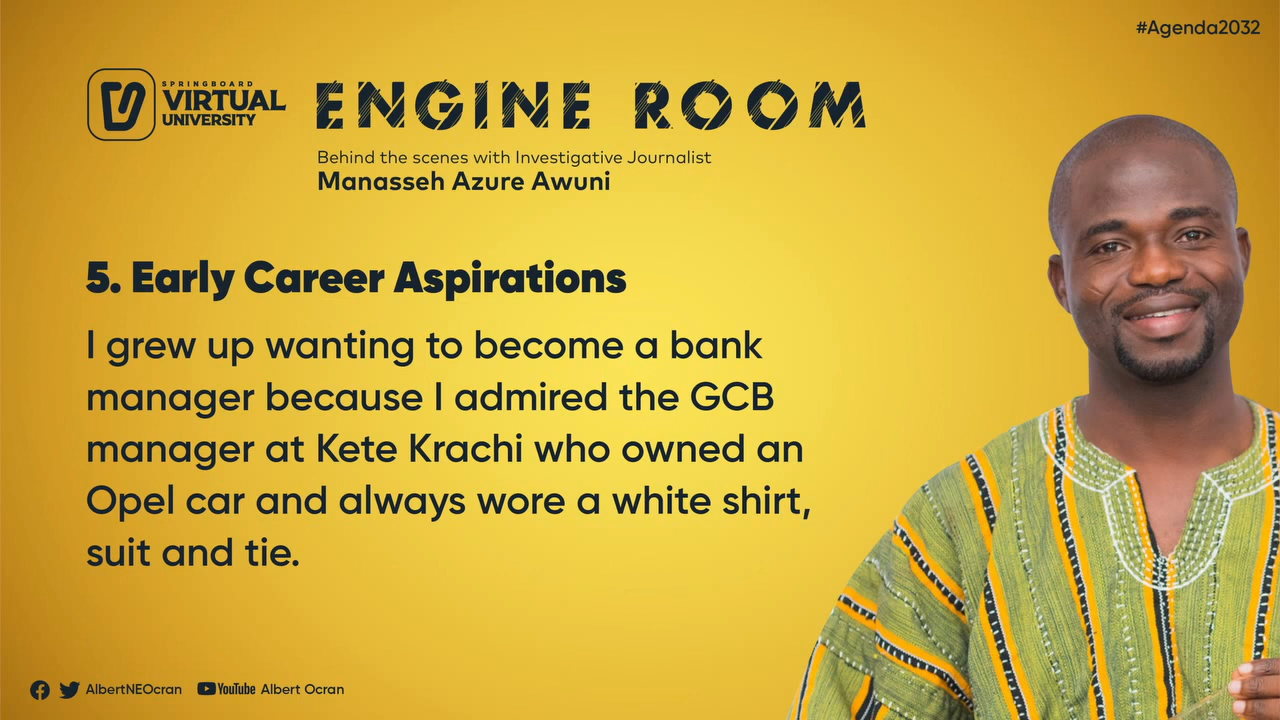 #Agenda2032
SPRINGBOARD
VIRTUAL
UNIVERSITY
ENGINE ROOM
Behind the scenes with Investigative Journalist
Manasseh Azure Awuni
5. Early Career Aspirations
I grew up wanting to become a bank
manager because I admired the GCB
manager at Kete Krachi who owned an
Opel car and always wore a white shirt,
suit and tie.
AlbertNEOcran YouTube Albert Ocran